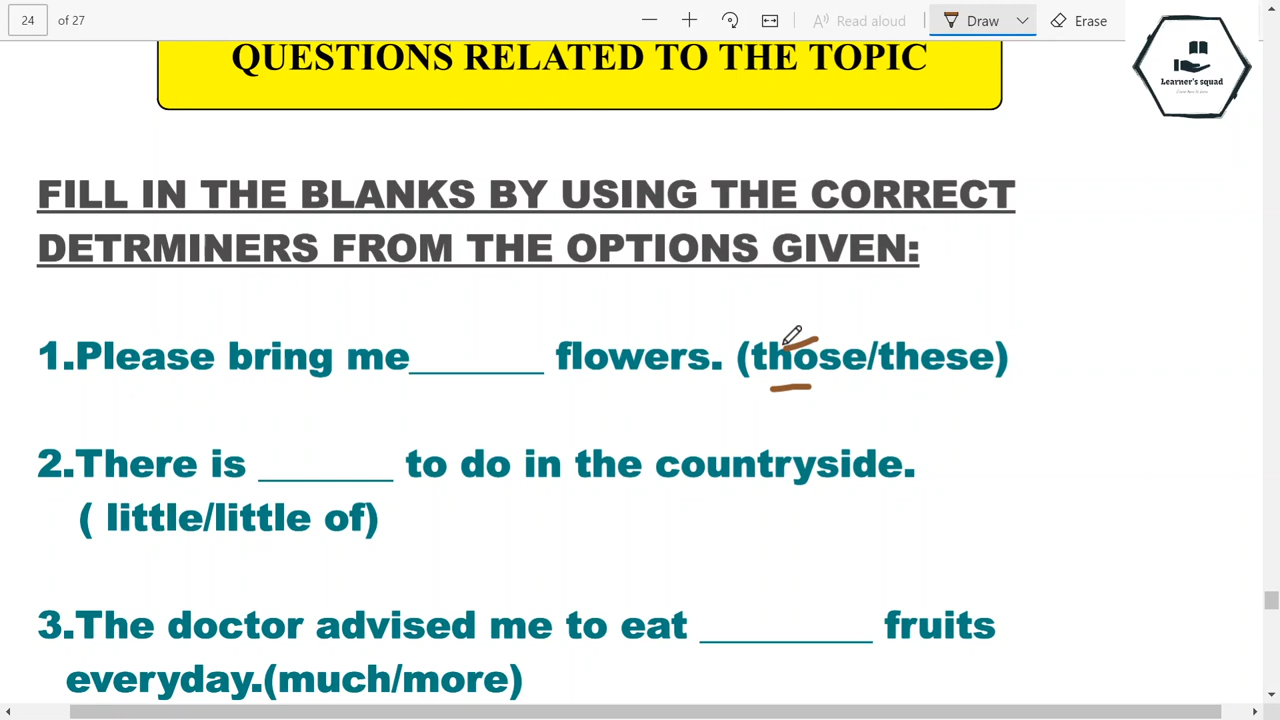 24 of 27 Read aloud Draw Erase
QUESTIONS RELATED TO THE TOPIC
Learner's squad
FILL IN THE BLANKS BY USING THE CORRECT
DETRMINERS FROM THE OPTIONS GIVEN:
1.Please bring me______ flowers. (those/these)
2.There is ______ to do in the countryside.
( little/little of)
3.The doctor advised me to eat ________ fruits
everyday.(much/more)